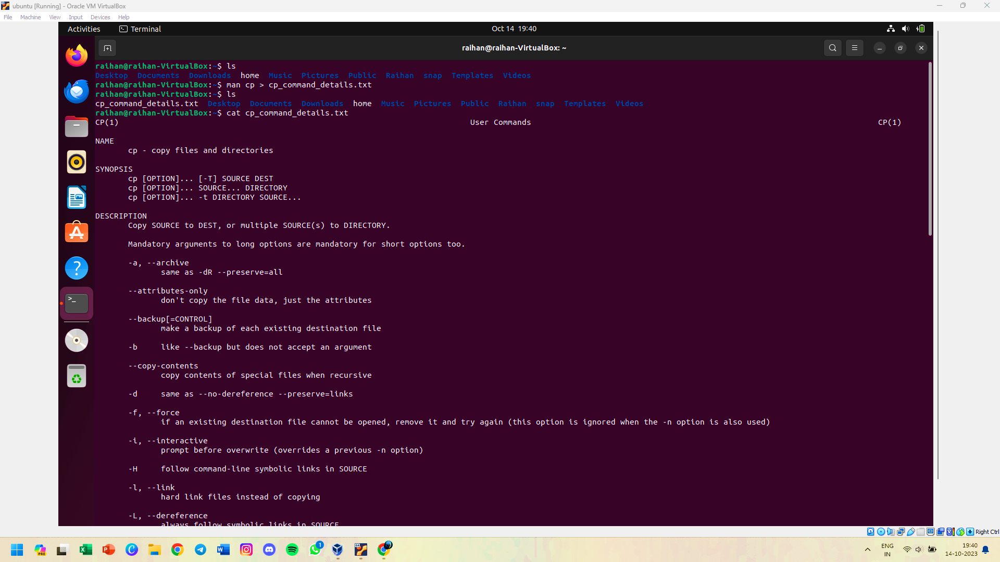 ubuntu [Running] - Oracle VM VirtualBox
File Machine View Input Devices Help
Activities Terminal Oct 14 19:40
raihan@raihan-VirtualBox: ~
raihan@raihan-VirtualBox:~$ ls
Desktop Documents Downloads home Music Pictures Public Raihan snap Templates Videos
raihan@raihan-VirtualBox:~$ man cp > cp_command_details.txt
raihan@raihan-VirtualBox:~$ ls
cp_command_details.txt Desktop Documents Downloads home Music Pictures Public Raihan snap Templates Videos
raihan@raihan-VirtualBox:~$ cat cp_command_details.txt
CP(1) User Commands CP(1)
NAME
cp - copy files and directories
SYNOPSIS
cp [OPTION]... [-T] SOURCE DEST
cp [OPTION]... SOURCE... DIRECTORY
cp [OPTION]... -t DIRECTORY SOURCE...
DESCRIPTION
Copy SOURCE to DEST, or multiple SOURCE(s) to DIRECTORY.
Mandatory arguments to long options are mandatory for short options too.
-a, --archive
same as -dR --preserve=all
--attributes-only
don't copy the file data, just the attributes
--backup[=CONTROL]
make a backup of each existing destination file
-b like --backup but does not accept an argument
--copy-contents
copy contents of special files when recursive
-d same as --no-dereference --preserve=links
-f, --force
if an existing destination file cannot be opened, remove it and try again (this option is ignored when the -n option is also used)
-i, --interactive
prompt before overwrite (overrides a previous -n option)
-H follow command-line symbolic links in SOURCE
-l, --link
hard link files instead of copying
-L, --dereference
always follow symbolic links in SOURCE
Right Ctrl
PRE
1
ENG
IN
19:40
14-10-2023